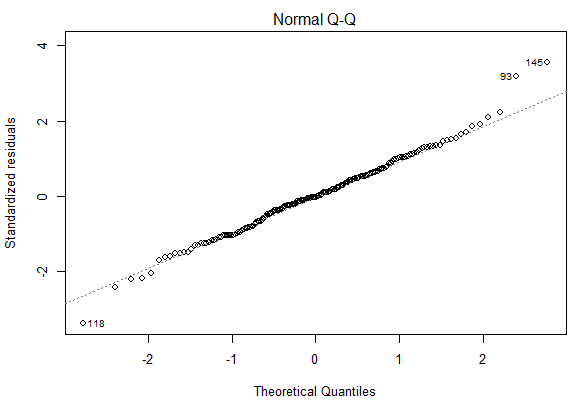 Normal Q-Q
4
145
93
2
0
-2
118
Standardized residuals
-2 -1 0 1 2
Theoretical Quantiles